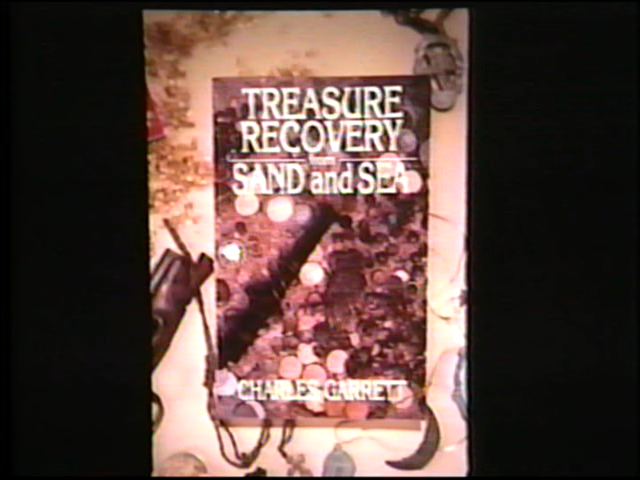 TREASURE
RECOVERY
from
SAND and SEA
CHARLES GARRETT